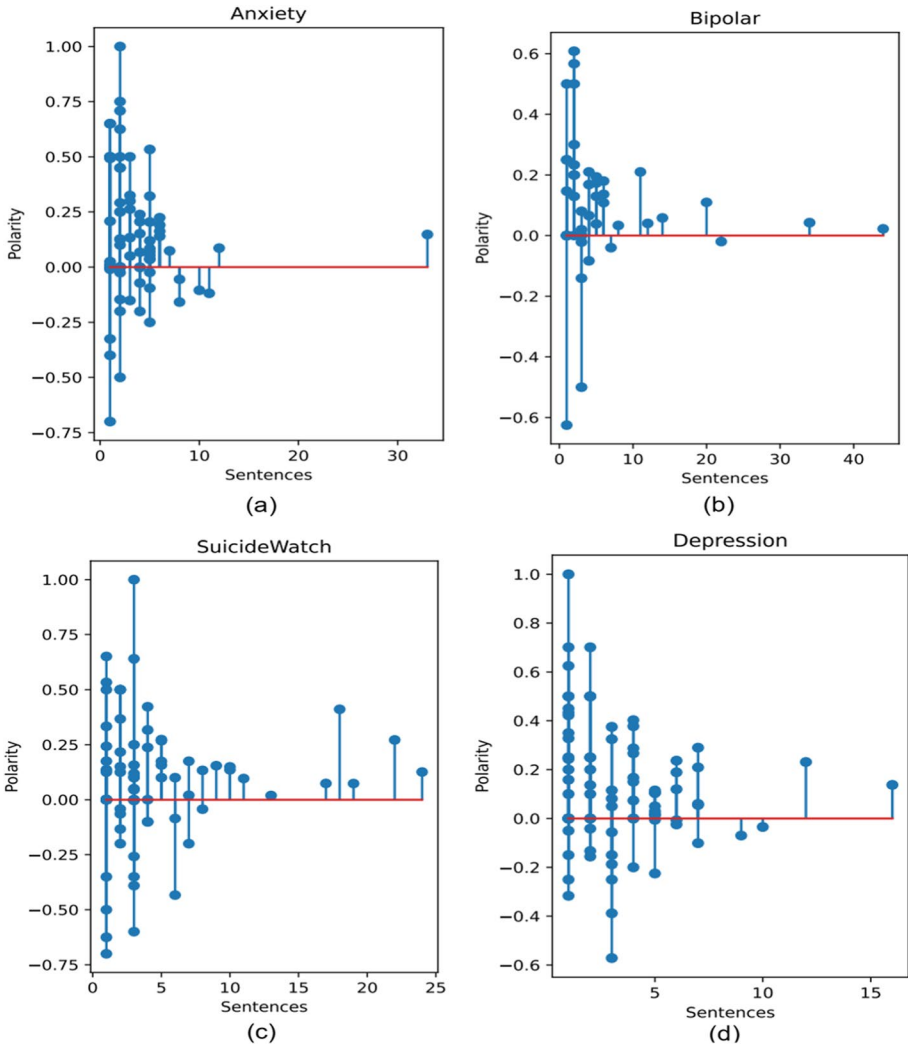 Anxiety
1.00
0.75
0.50
0.25
0.00
−0.25
−0.50
−0.75
Polarity
0 10 20 30
Sentences
(a)
Bipolar
0.6
0.4
0.2
0.0
−0.2
−0.4
−0.6
Polarity
0 10 20 30 40
Sentences
(b)
SuicideWatch
1.00
0.75
0.50
0.25
0.00
−0.25
−0.50
−0.75
Polarity
0 5 10 15 20 25
Sentences
(c)
Depression
1.0
0.8
0.6
0.4
0.2
0.0
−0.2
−0.4
−0.6
Polarity
5 10 15
Sentences
(d)